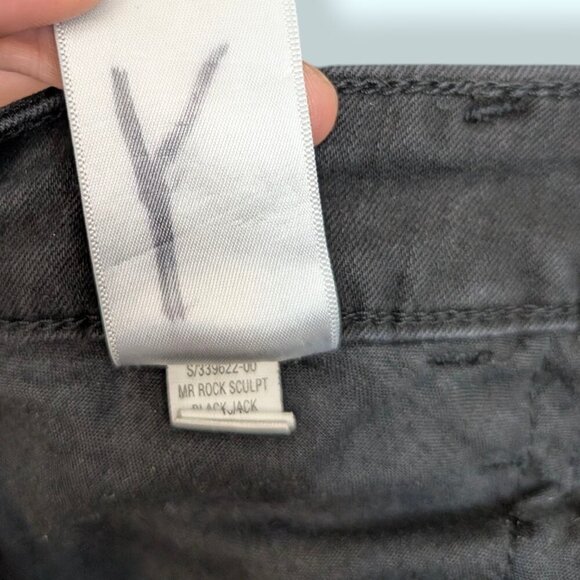 Y
S/339622-00
MR ROCK SCULPT
BLACKJACK